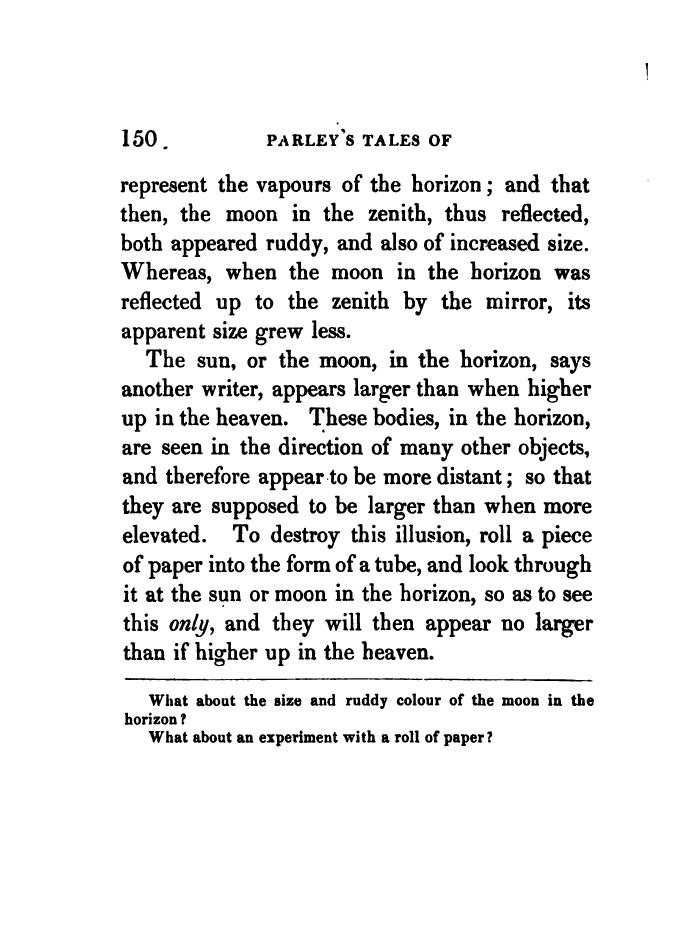 150.
PARLEY'S TALES OF
represent the vapours of the horizon; and that
then, the moon in the zenith, thus reflected,
both appeared ruddy, and also of increased size.
Whereas, when the moon in the horizon was
reflected up to the zenith by the mirror, its
apparent size grew less.
The sun, or the moon, in the horizon, says
another writer, appears larger than when higher
up in the heaven. These bodies, in the horizon,
are seen in the direction of many other objects,
and therefore appear to be more distant; so that
they are supposed to be larger than when more
elevated. To destroy this illusion, roll a piece
of paper into the form of a tube, and look through
it at the sun or moon in the horizon, so as to see
this only, and they will then appear no larger
than if higher up in the heaven.
What about the size and ruddy colour of the moon in the
horizon?
What about an experiment with a roll of paper?